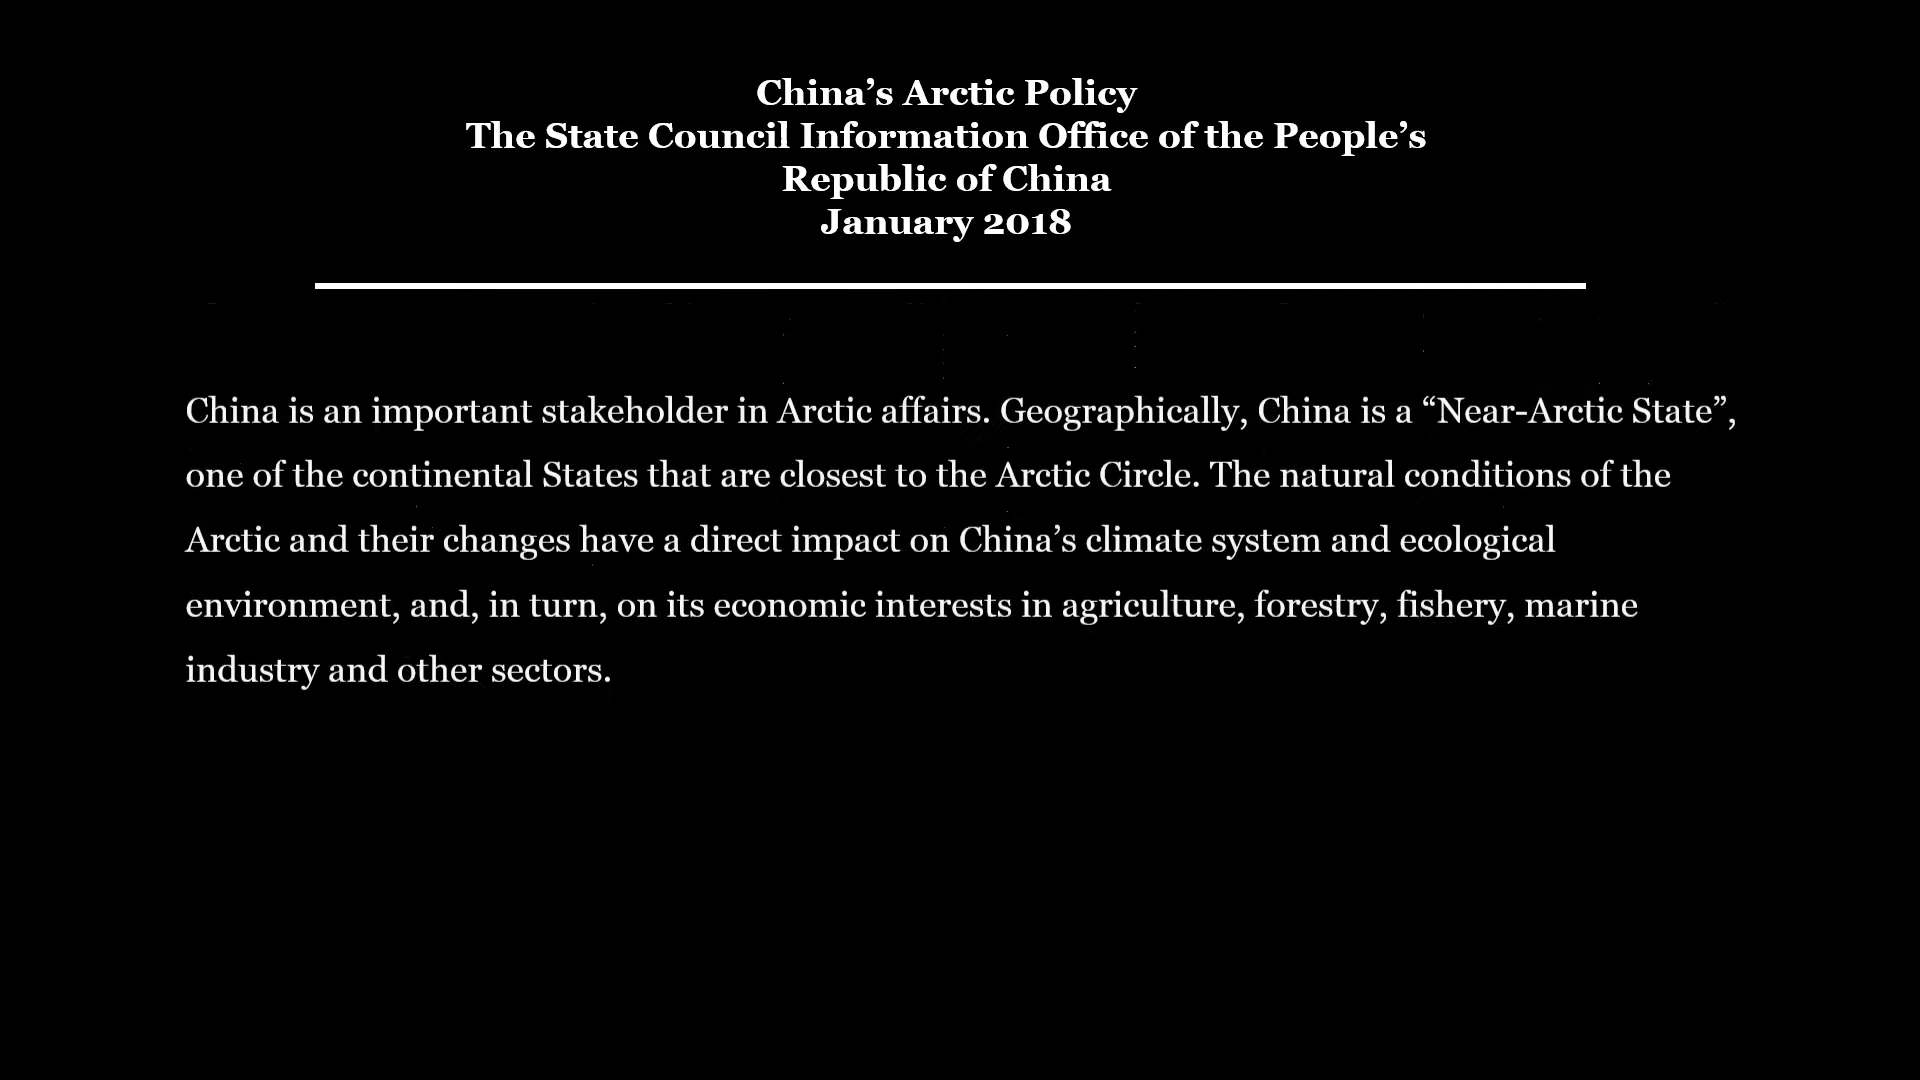 China’s Arctic Policy
The State Council Information Office of the People’s
Republic of China
January 2018
China is an important stakeholder in Arctic affairs. Geographically, China is a “Near-Arctic State”,
one of the continental States that are closest to the Arctic Circle. The natural conditions of the
Arctic and their changes have a direct impact on China’s climate system and ecological
environment, and, in turn, on its economic interests in agriculture, forestry, fishery, marine
industry and other sectors.